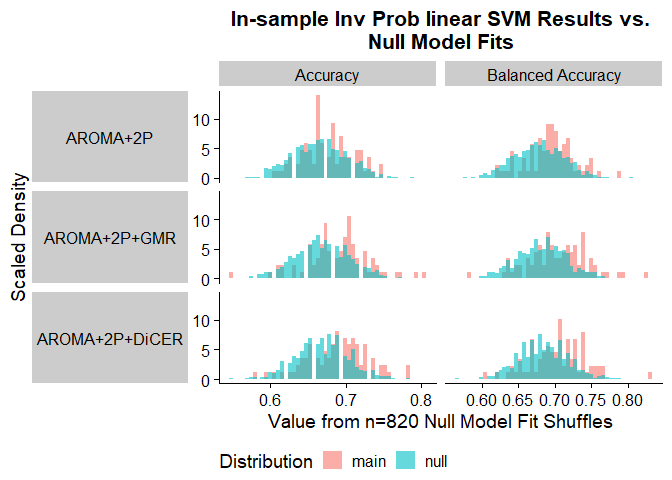 In-sample Inv Prob linear SVM Results vs.
Null Model Fits
Accuracy
Balanced Accuracy
Scaled Density
AROMA+2P
10
5
0
AROMA+2P+GMR
10
5
0
AROMA+2P+DiCER
10
5
0
0.6 0.7 0.8
0.60 0.65 0.70 0.75 0.80
Value from n=820 Null Model Fit Shuffles
Distribution main null